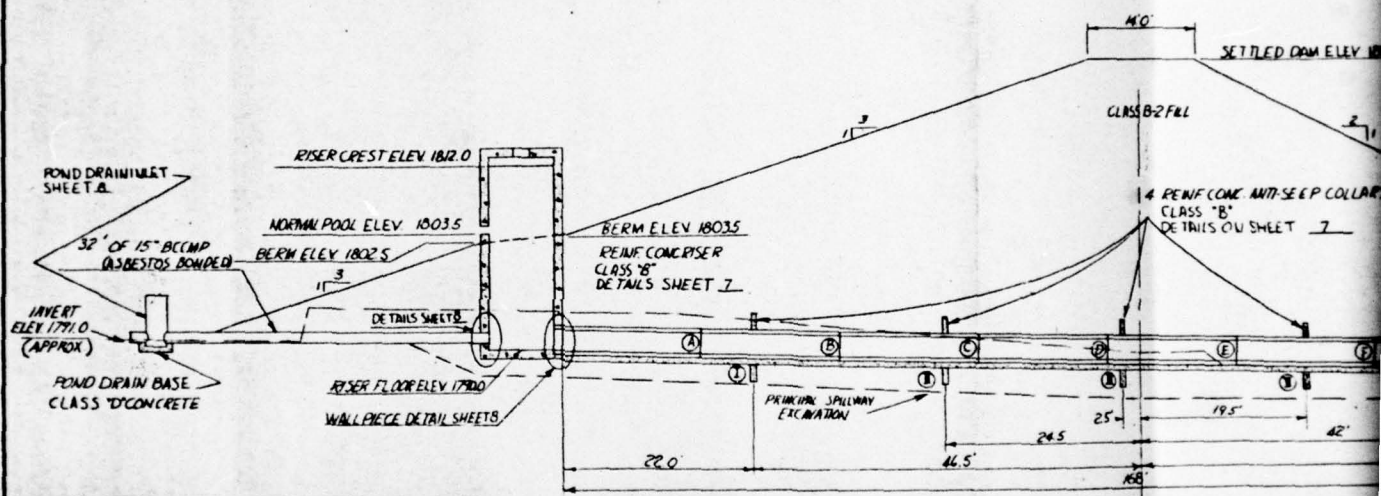 14.0'
SETTLED DAM ELEV 18
3
1
CLASS B-2 FILL
2
1
RISER CREST ELEV. 1812.0
POND DRAIN INLET
SHEET 8
4 REINF. CONC. ANTI-SEEP COLLAR
CLASS "B"
DETAILS ON SHEET 7
NORMAL POOL ELEV. 1803.5
BERM ELEV. 1803.5
32' OF 15" BCCMP
(ASBESTOS BONDED)
BERM ELEV 1802.5
REINF CONC RISER
CLASS "B"
DETAILS SHEET 7
3
1
INVERT
ELEV 1791.0
(APPROX)
DETAILS SHEET 8
A
B
C
D
E
F
I
II
III
IV
POND DRAIN BASE
CLASS "D" CONCRETE
RISER FLOOR ELEV 1790.0
WALL PIECE DETAIL SHEET 8
PRINCIPAL SPILLWAY
EXCAVATION
2.5'
19.5'
24.5
42'
22.0'
46.5'
168'